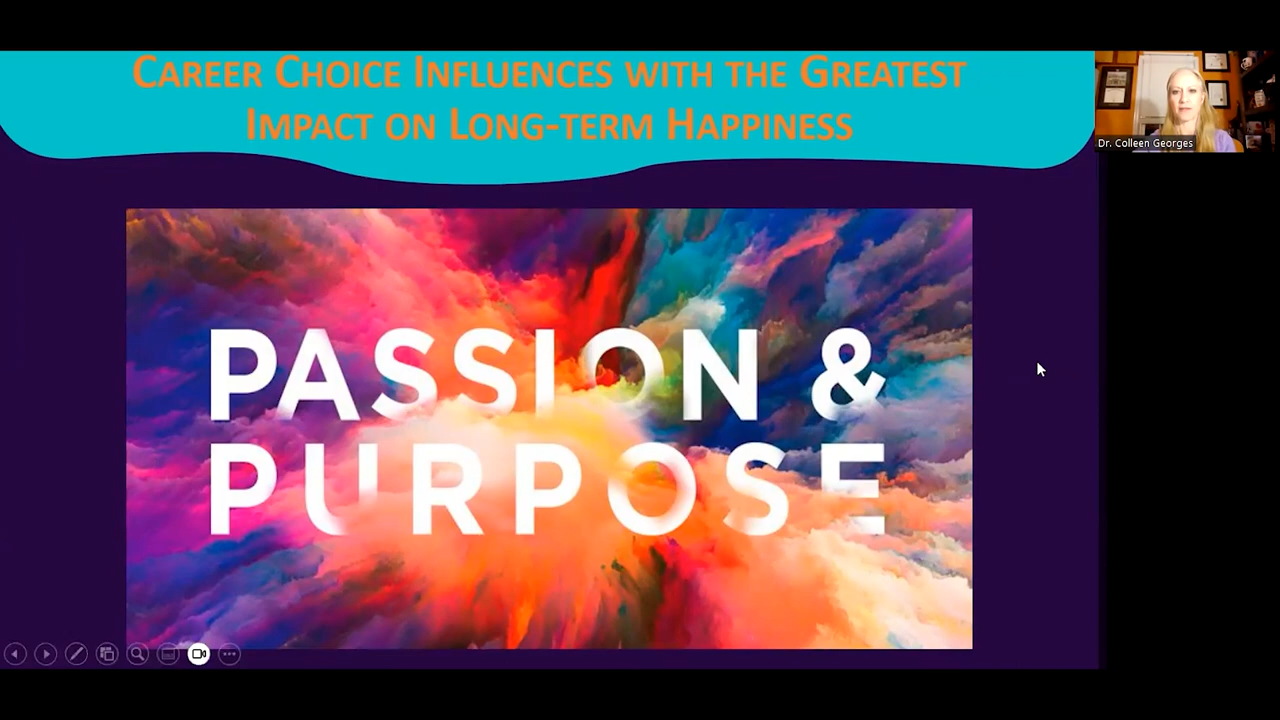 CAREER CHOICE INFLUENCES WITH THE GREATEST
IMPACT ON LONG-TERM HAPPINESS
Dr. Colleen Georges
PASSION &
PURPOSE